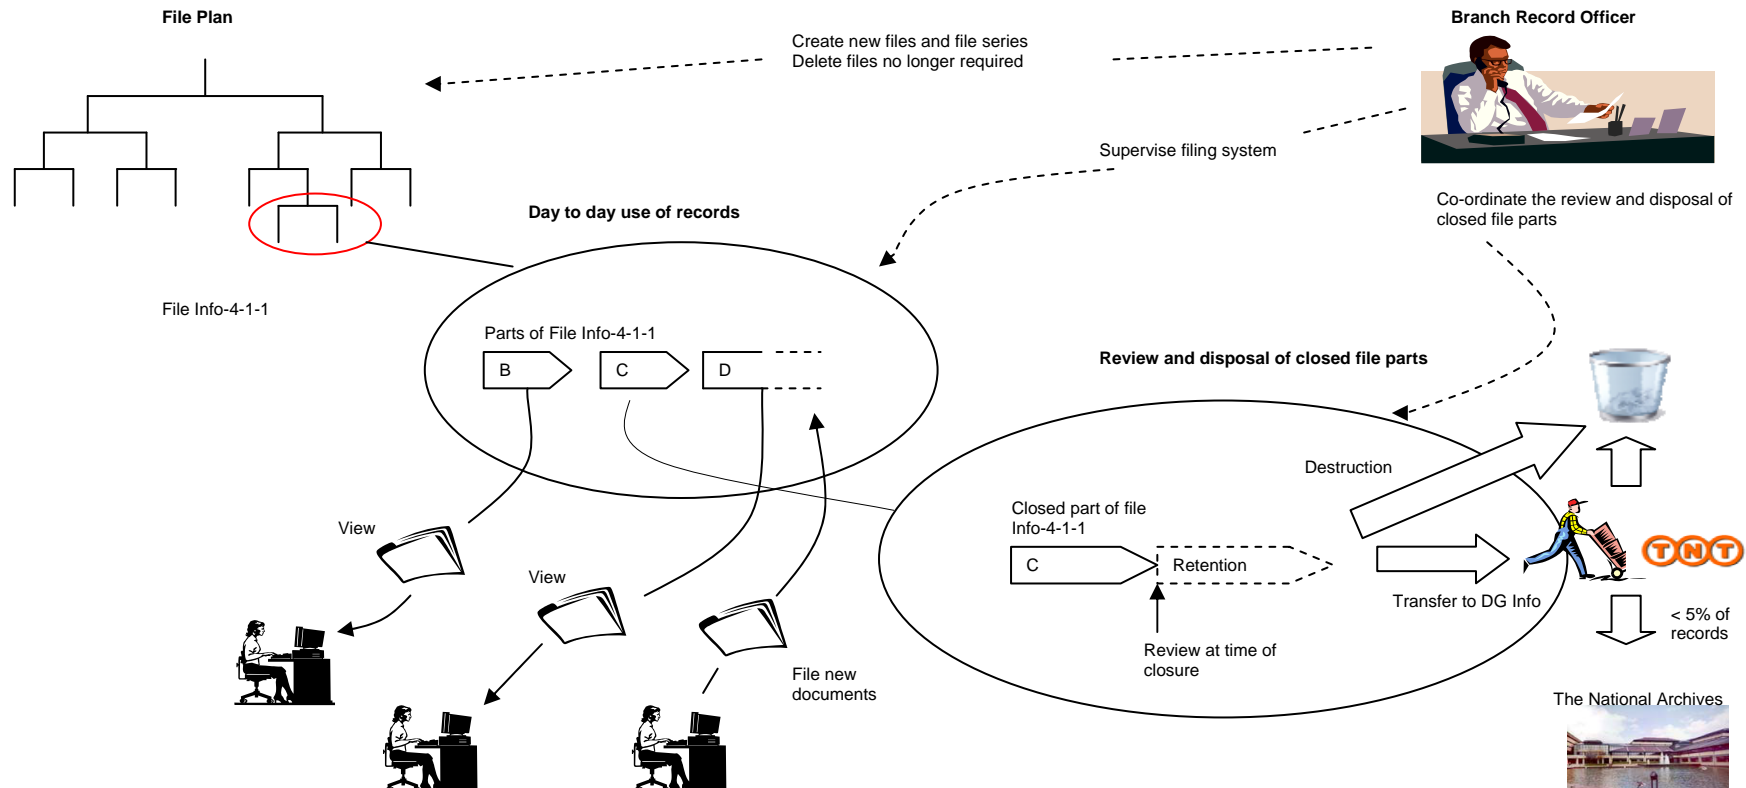 File Plan
Branch Record Officer
Create new files and file series
Delete files no longer required
Supervise filing system
Co-ordinate the review and disposal of
closed file parts
Day to day use of records
File Info-4-1-1
Parts of File Info-4-1-1
B
C
D
Review and disposal of closed file parts
Destruction
Closed part of file
Info-4-1-1
C
Retention
TNT
Transfer to DG Info
Review at time of
closure
< 5% of
records
View
View
File new
documents
The National Archives